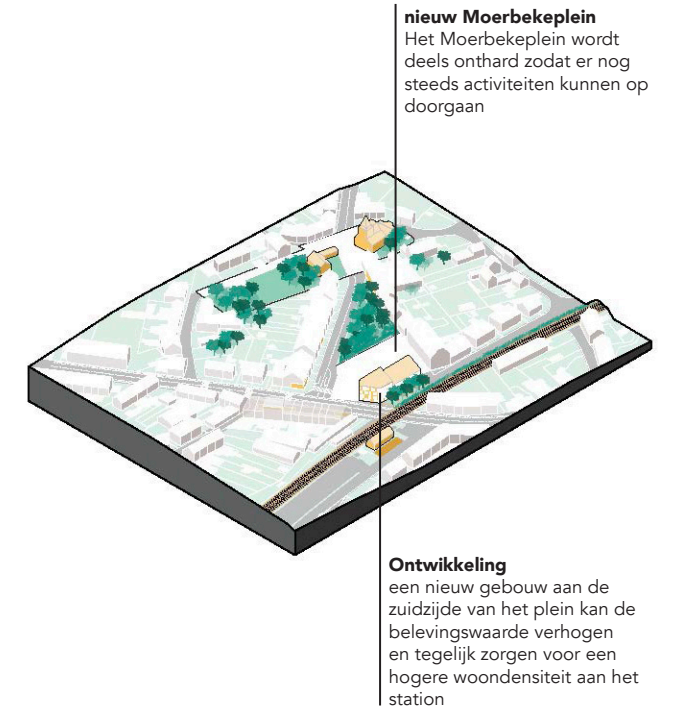 nieuw Moerbekeplein
Het Moerbekeplein wordt
deels onthard zodat er nog
steeds activiteiten kunnen op
doorgaan
Ontwikkeling
een nieuw gebouw aan de
zuidzijde van het plein kan de
belevingswaarde verhogen
en tegelijk zorgen voor een
hogere woondensiteit aan het
station